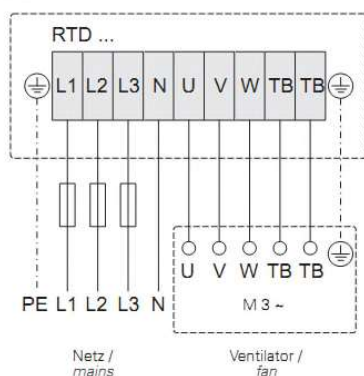 RTD ...
L1 L2 L3 N U V W TB TB
U V W TB TB
PE L1 L2 L3 N
M 3 ~
Netz /
mains
Ventilator /
fan